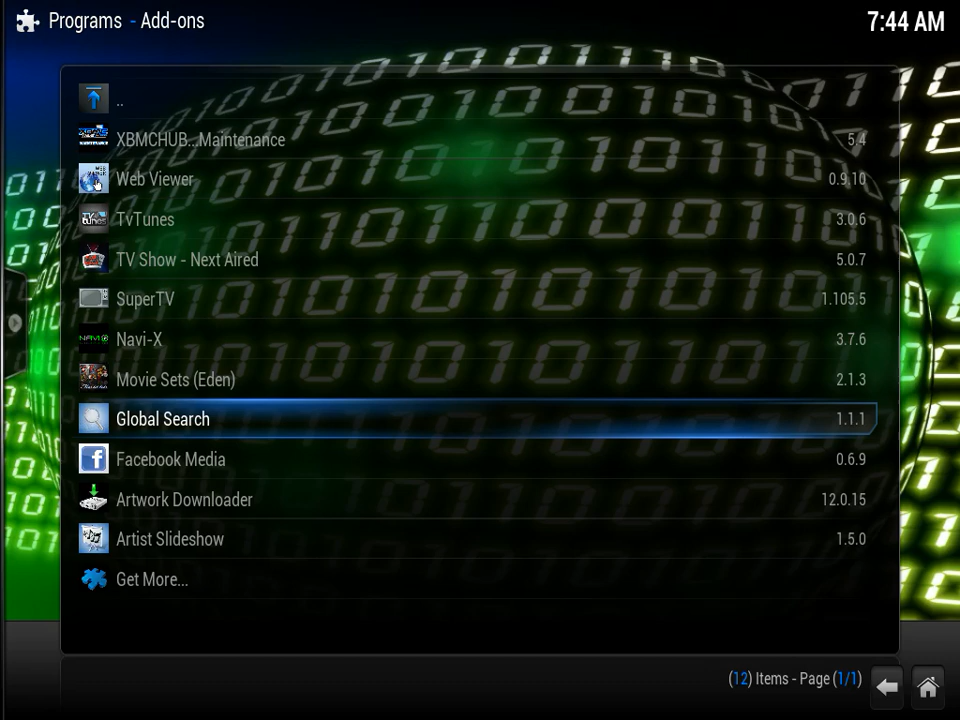 Programs - Add-ons
7:44 AM
..
XBMCHUB...Maintenance 5.4
Web Viewer 0.9.10
TvTunes 3.0.6
TV Show - Next Aired 5.0.7
SuperTV 1.105.5
Navi-X 3.7.6
Movie Sets (Eden) 2.1.3
Global Search 1.1.1
Facebook Media 0.6.9
Artwork Downloader 12.0.15
Artist Slideshow 1.5.0
Get More...
(12) Items - Page (1/1)